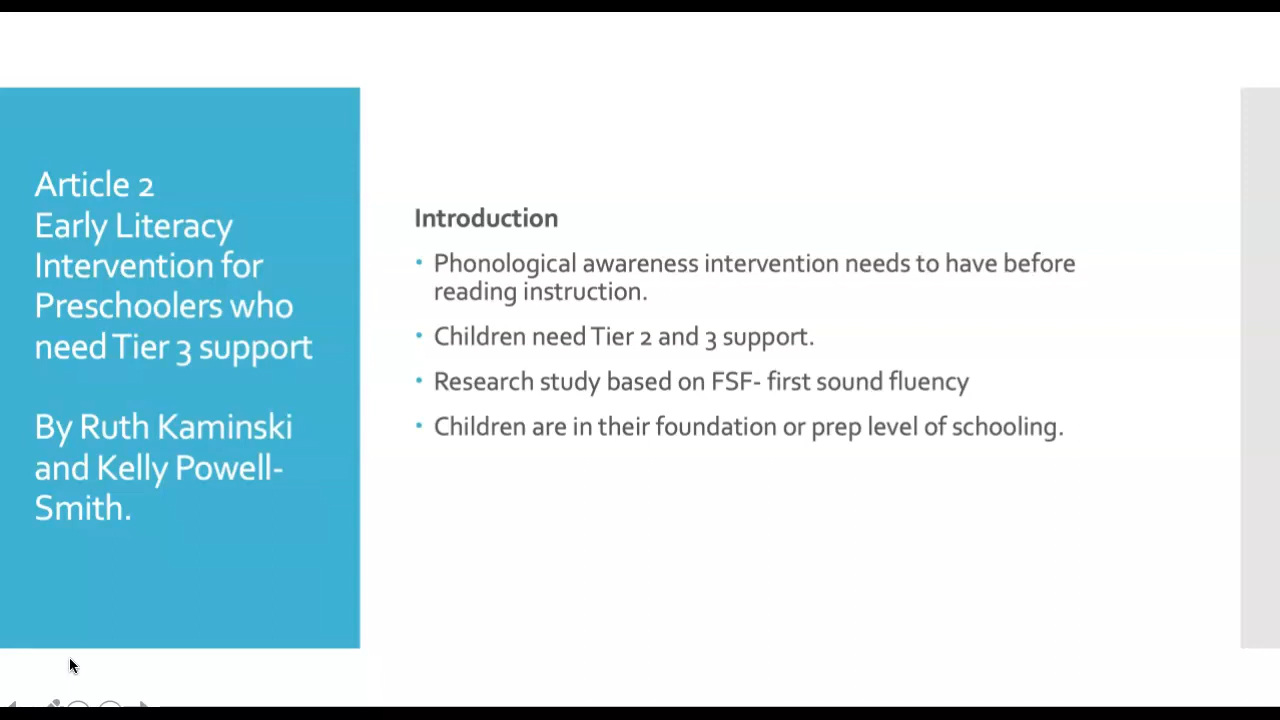 Article 2
Early Literacy
Intervention for
Preschoolers who
need Tier 3 support
By Ruth Kaminski
and Kelly Powell-
Smith.
Introduction
• Phonological awareness intervention needs to have before
reading instruction.
• Children need Tier 2 and 3 support.
• Research study based on FSF- first sound fluency
• Children are in their foundation or prep level of schooling.